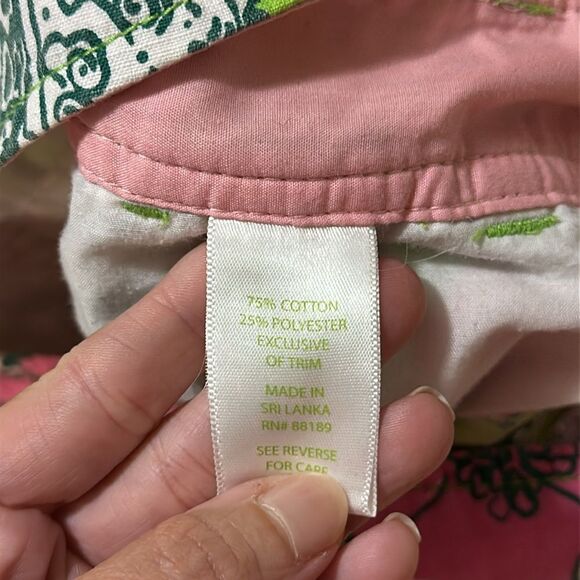 75% COTTON
25% POLYESTER
EXCLUSIVE
OF TRIM
MADE IN
SRI LANKA
RN# 88189
SEE REVERSE
FOR CARE